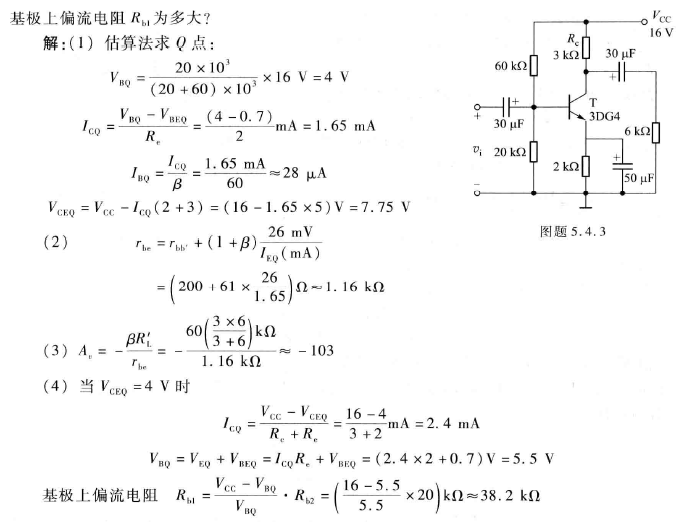 基极上偏流电阻 R_b1 为多大?
解:(1) 估算法求 Q 点:
V_BQ = 20 × 10³ / (20 + 60) × 10³ × 16 V = 4 V
I_CQ = (V_BQ - V_BEQ) / R_e = (4 - 0.7) / 2 mA = 1.65 mA
I_BQ = I_CQ / β = 1.65 mA / 60 ≈ 28 μA
V_CEQ = V_CC - I_CQ(2 + 3) = (16 - 1.65 × 5) V = 7.75 V
(2) r_be = r_bb' + (1 + β) 26 mV / I_EQ(mA)
= (200 + 61 × 26 / 1.65) Ω ≈ 1.16 kΩ
(3) A_v = - βR'_L / r_be = - 60(3 × 6 / 3 + 6) kΩ / 1.16 kΩ ≈ - 103
(4) 当 V_CEQ = 4 V 时
I_CQ = (V_CC - V_CEQ) / (R_c + R_e) = (16 - 4) / (3 + 2) mA = 2.4 mA
V_BQ = V_EQ + V_BEQ = I_CQ R_e + V_BEQ = (2.4 × 2 + 0.7) V = 5.5 V
基极上偏流电阻 R_b1 = (V_CC - V_BQ) / V_BQ · R_b2 = (16 - 5.5 / 5.5 × 20) kΩ ≈ 38.2 kΩ
V_CC
16 V
R_c
3 kΩ
30 μF
+
60 kΩ
T
3DG4
+
30 μF
+
6 kΩ
v_i
20 kΩ
2 kΩ
+
50 μF
-
图题 5.4.3